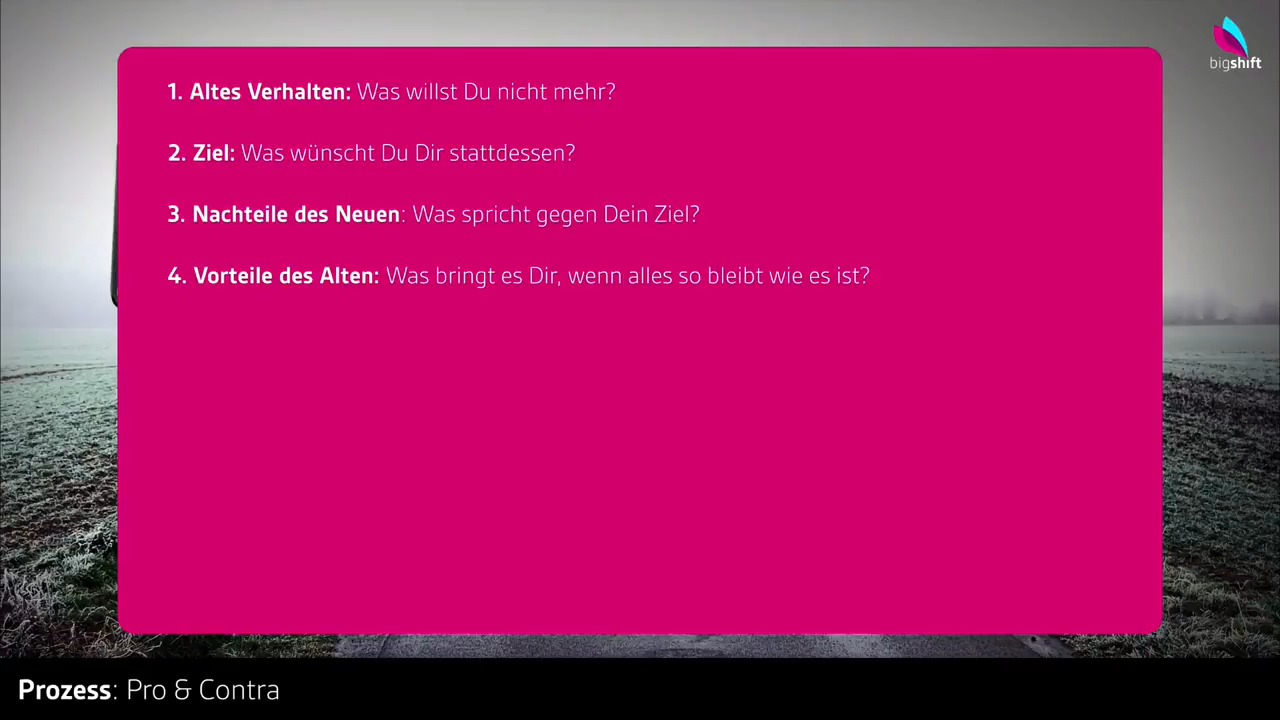 bigshift
1. Altes Verhalten: Was willst Du nicht mehr?
2. Ziel: Was wünscht Du Dir stattdessen?
3. Nachteile des Neuen: Was spricht gegen Dein Ziel?
4. Vorteile des Alten: Was bringt es Dir, wenn alles so bleibt wie es ist?
Prozess: Pro & Contra